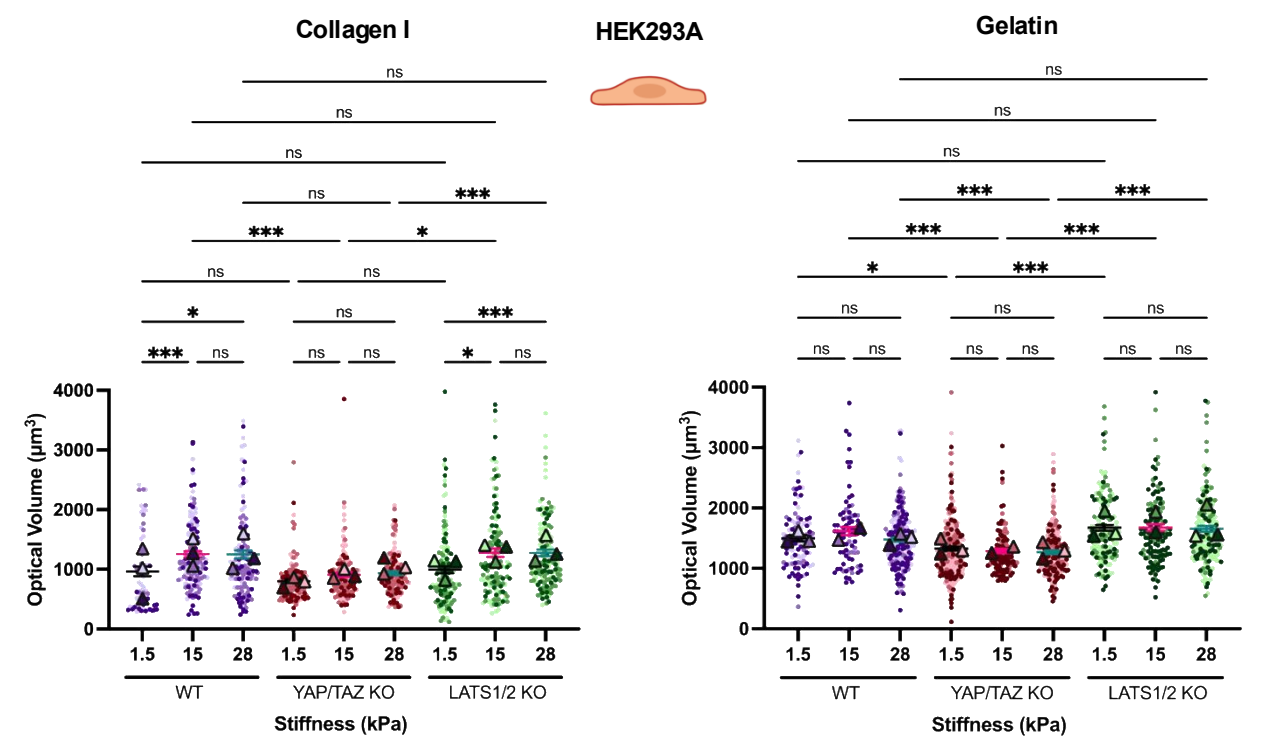 Collagen I
HEK293A
Gelatin
ns
ns
ns
ns ***
*** *
ns ns
* ns ***
*** ns ns ns * ns
4000
3000
2000
1000
0
Optical Volume (µm³)
1.5 15 28 1.5 15 28 1.5 15 28
WT YAP/TAZ KO LATS1/2 KO
Stiffness (kPa)
ns
ns
ns
*** ***
*** ***
* ***
ns ns ns
ns ns ns ns ns ns
4000
3000
2000
1000
0
Optical Volume (µm³)
1.5 15 28 1.5 15 28 1.5 15 28
WT YAP/TAZ KO LATS1/2 KO
Stiffness (kPa)